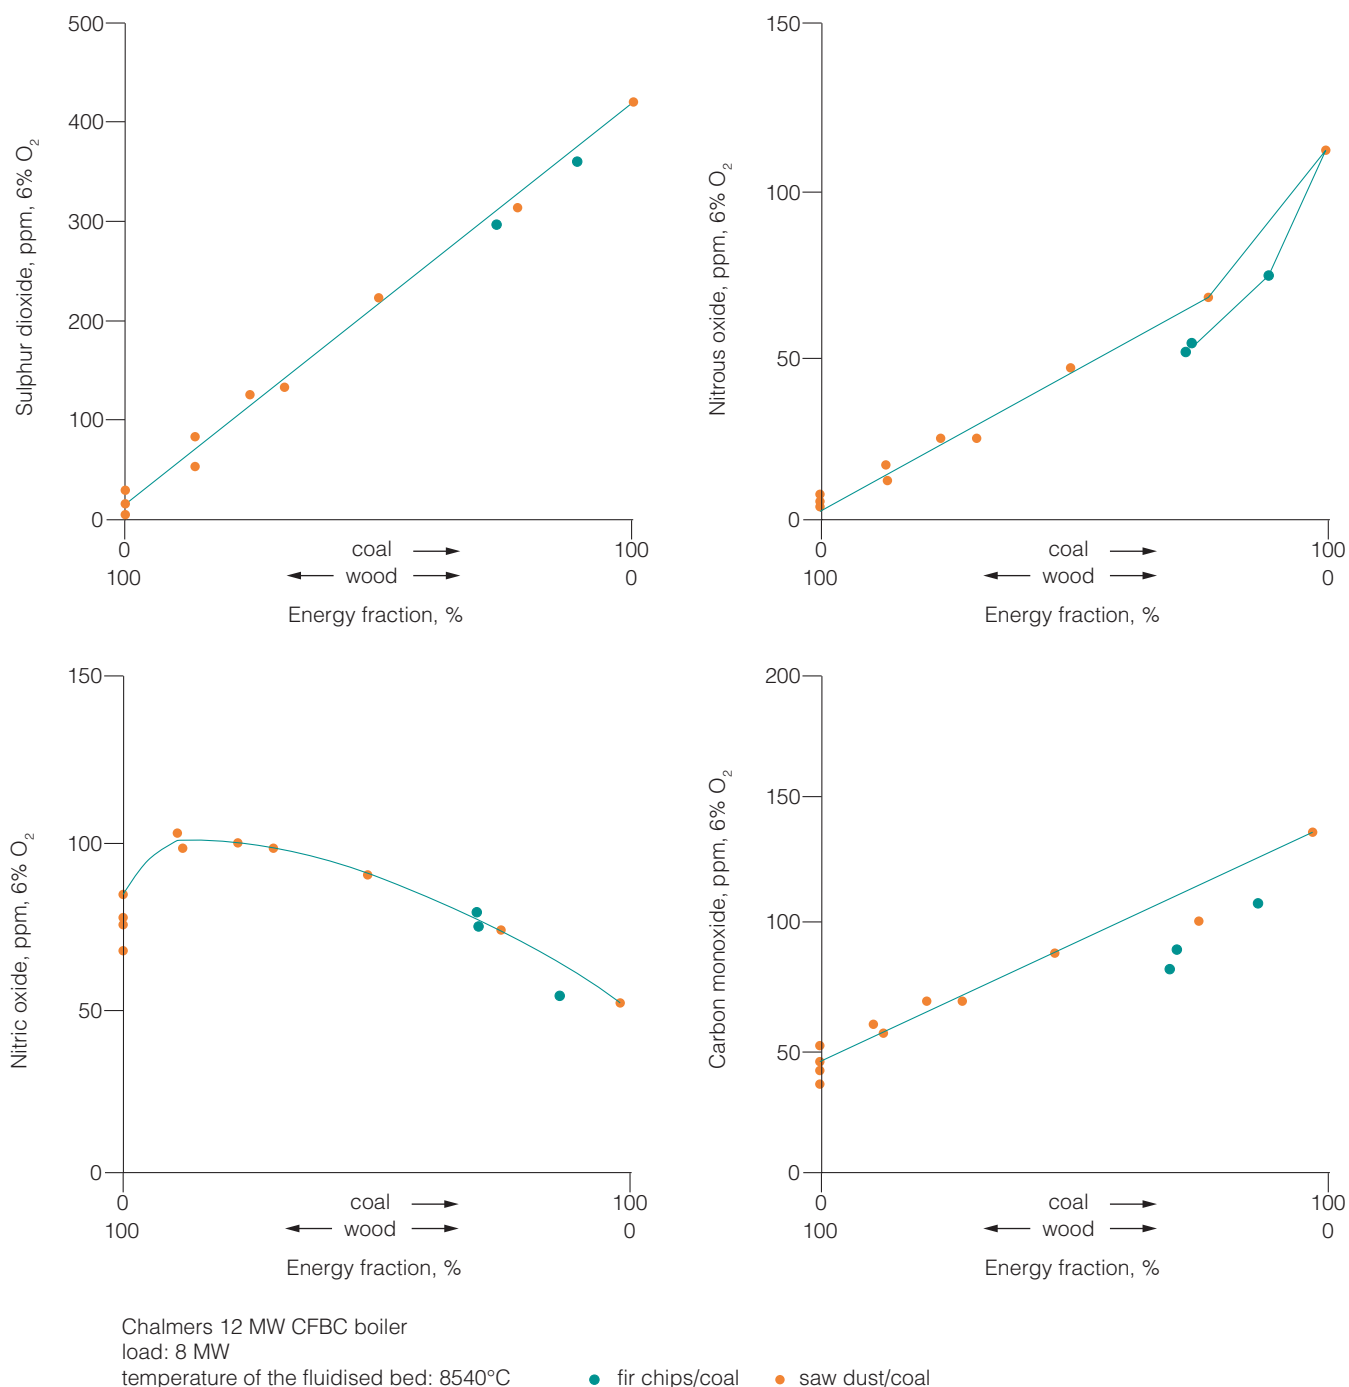 500
400
300
200
100
0
Sulphur dioxide, ppm, 6% O₂
0 coal 100
100 wood 0
Energy fraction, %
150
100
50
0
Nitrous oxide, ppm, 6% O₂
0 coal 100
100 wood 0
Energy fraction, %
150
100
50
0
Nitric oxide, ppm, 6% O₂
0 coal 100
100 wood 0
Energy fraction, %
200
150
100
50
0
Carbon monoxide, ppm, 6% O₂
0 coal 100
100 wood 0
Energy fraction, %
Chalmers 12 MW CFBC boiler
load: 8 MW
temperature of the fluidised bed: 8540°C
fir chips/coal
saw dust/coal